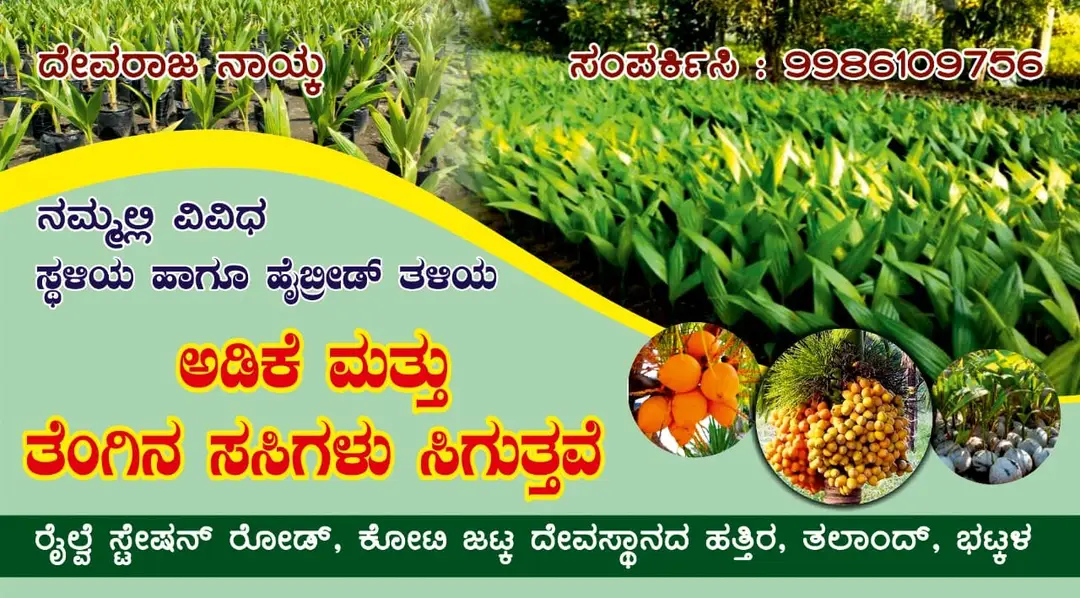 ದೇವರಾಜ ನಾಯ್ಕ
ಸಂಪರ್ಕಿಸಿ : 9986109756
ನಮ್ಮಲ್ಲಿ ವಿವಿಧ
ಸ್ಥಳಿಯ ಹಾಗೂ ಹೈಬ್ರೀಡ್ ತಳಿಯ
ಅಡಿಕೆ ಮತ್ತು
ತೆಂಗಿನ ಸಸಿಗಳು ಸಿಗುತ್ತವೆ
ರೈಲ್ವೆ ಸ್ಟೇಷನ್ ರೋಡ್, ಕೋಟಿ ಜಟ್ಕ ದೇವಸ್ಥಾನದ ಹತ್ತಿರ, ತಲಾಂದ್, ಭಟ್ಕಳ